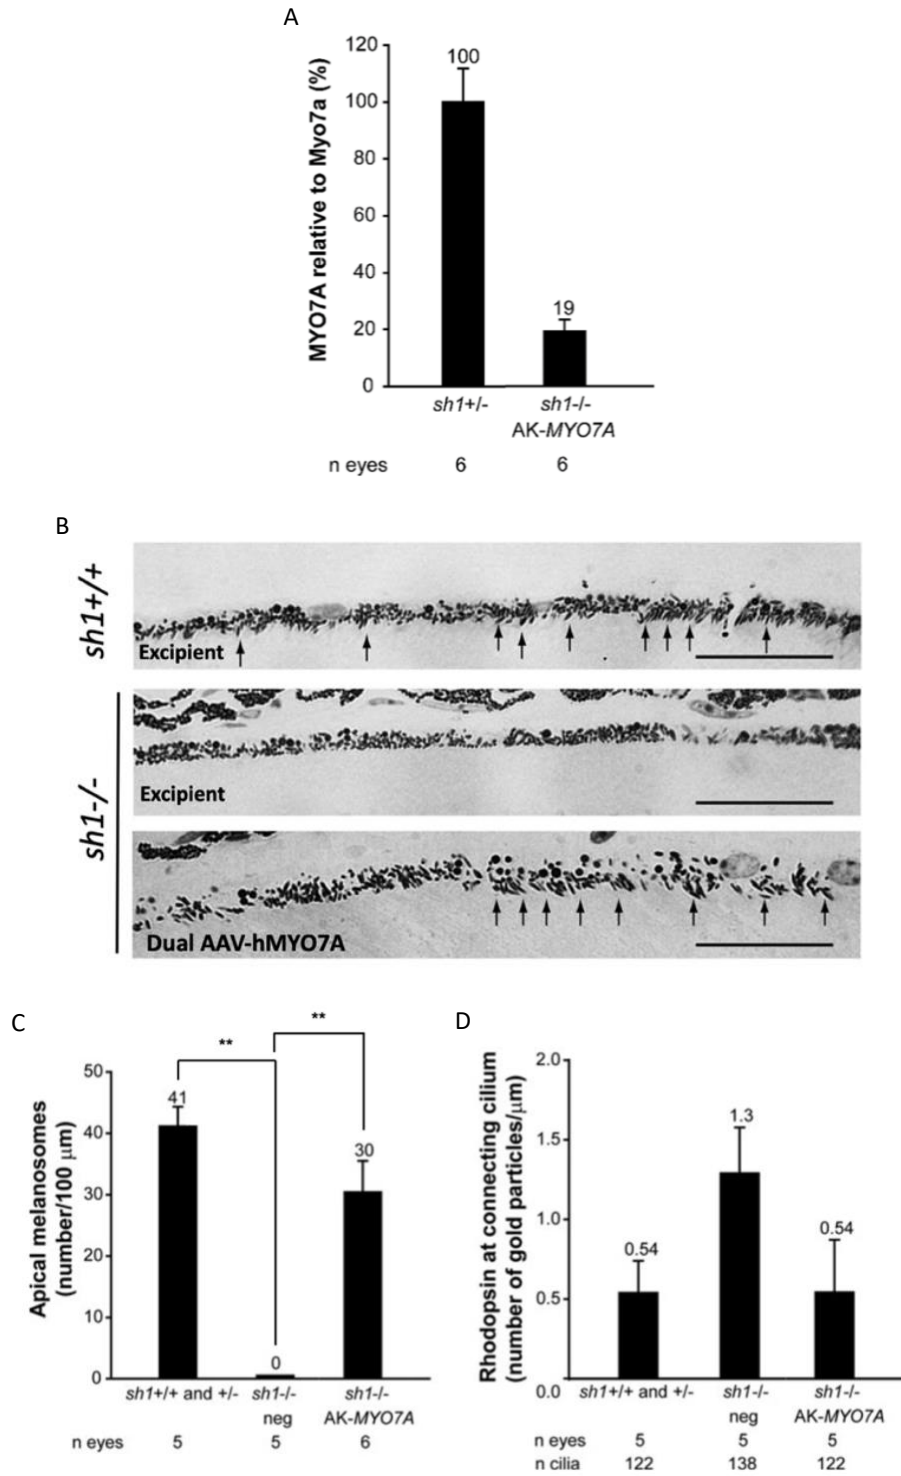 A
MYO7A relative to Myo7a (%)
120
100
80
60
40
20
0
100
19
sh1+/- sh1-/-
AK-MYO7A
n eyes 6 6
B
sh1+/+
Excipient
sh1-/-
Excipient
Dual AAV-hMYO7A
C
Apical melanosomes
(number/100 μm)
50
40
30
20
10
0
** **
41 0 30
sh1+/+ and +/- sh1-/- sh1-/-
neg AK-MYO7A
n eyes 5 5 6
D
Rhodopsin at connecting cilium
(number of gold particles/μm)
2.0
1.5
1.0
0.5
0.0
0.54 1.3 0.54
sh1+/+ and +/- sh1-/- sh1-/-
neg AK-MYO7A
n eyes 5 5 5
n cilia 122 138 122